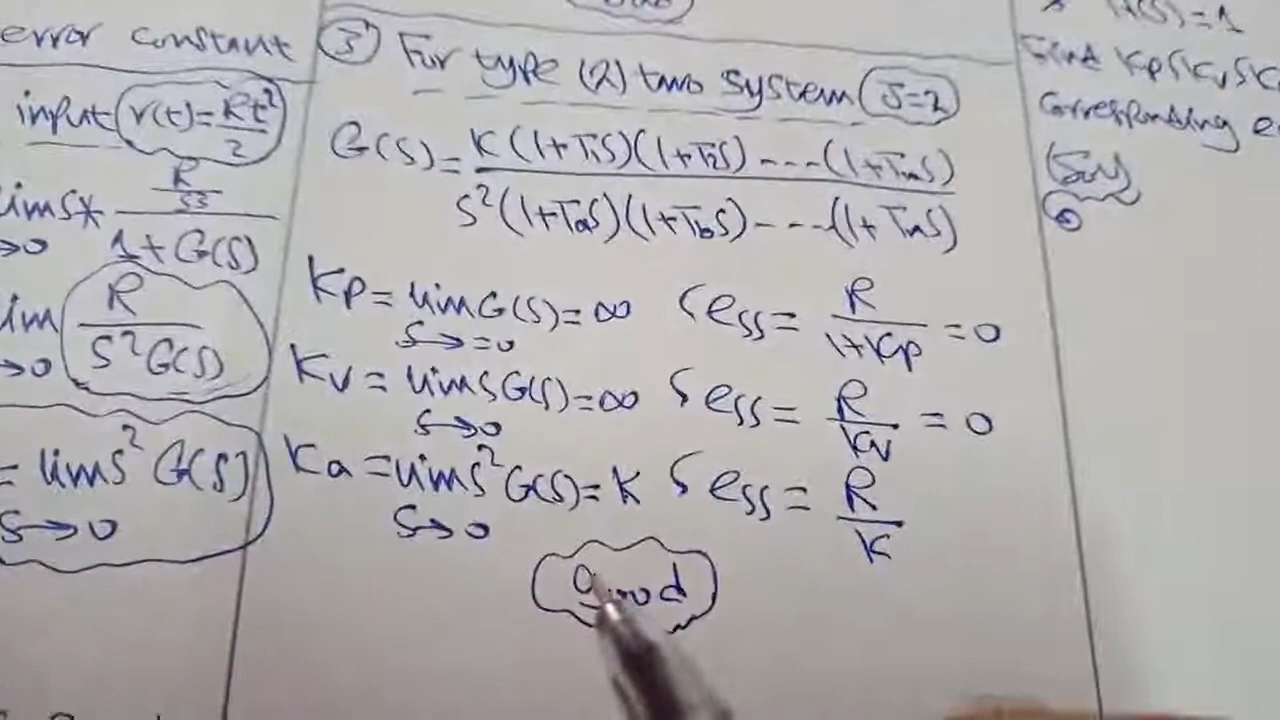 error constant
input r(t)=Rt²/2
lim s* R/s3 / 1+G(s)
→0
lim R / s²G(s)
→0
= lim s² G(s)
s→0
③ For type (2) two system J=2
G(s)= K(1+T1s)(1+T2s)----(1+Tms)
s²(1+Tas)(1+Tbs)---(1+Tns)
Kp = lim G(s)=∞ , ess= R/1+Kp =0
s→=0
Kv = lim sG(s)=∞ , ess= R/Kv = 0
s→0
Ka = lim s²G(s)=K , ess= R/K
s→0
Good
* H(s)=1
Find Kp, Kv, K
Corresponding e